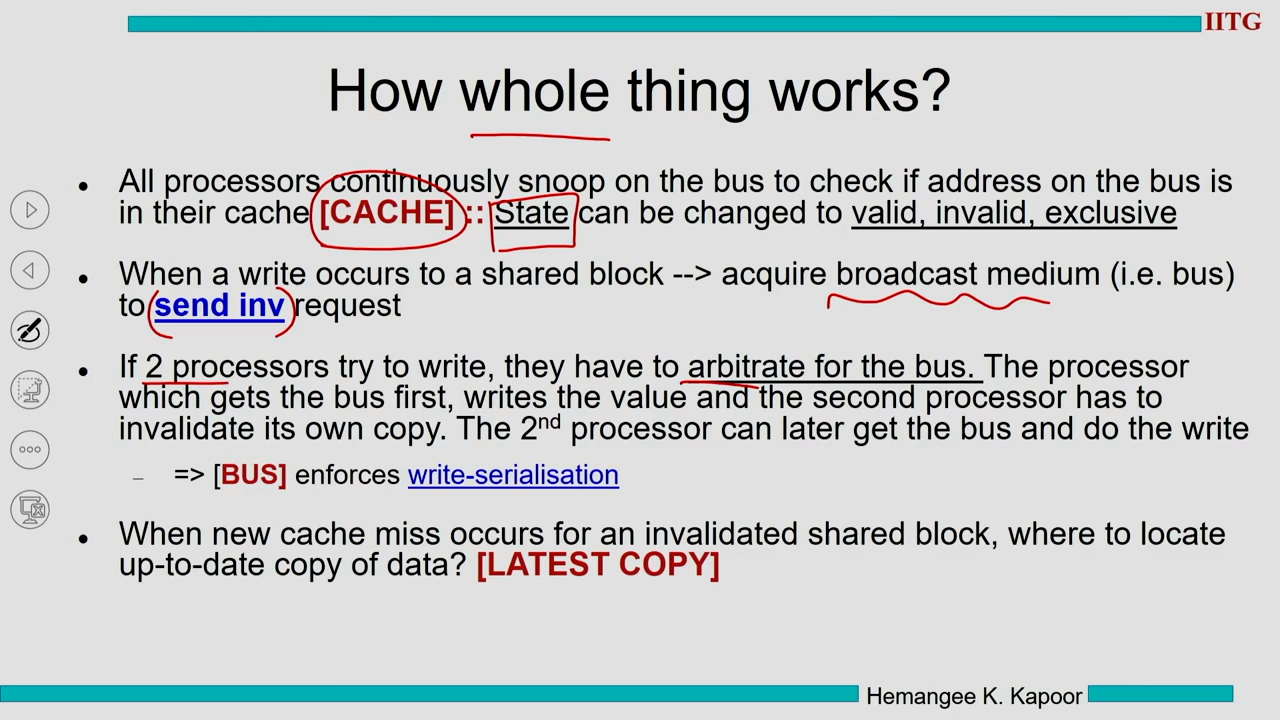 IITG
How whole thing works?
• All processors continuously snoop on the bus to check if address on the bus is
in their cache [CACHE] :: State can be changed to valid, invalid, exclusive
• When a write occurs to a shared block --> acquire broadcast medium (i.e. bus)
to send inv request
• If 2 processors try to write, they have to arbitrate for the bus. The processor
which gets the bus first, writes the value and the second processor has to
invalidate its own copy. The 2nd processor can later get the bus and do the write
– => [BUS] enforces write-serialisation
• When new cache miss occurs for an invalidated shared block, where to locate
up-to-date copy of data? [LATEST COPY]
Hemangee K. Kapoor